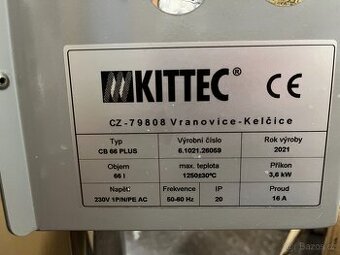 KITTEC® CE
CZ-79808 Vranovice-Kelčice
Typ Výrobní číslo Rok výroby
CB 66 PLUS 6.1021.28059 2021
Objem max. teplota Příkon
66 l 1250±30°C 3,6 kW
Napětí Frekvence IP Proud
230V 1P/N/PE AC 50-60 Hz 20 16 A